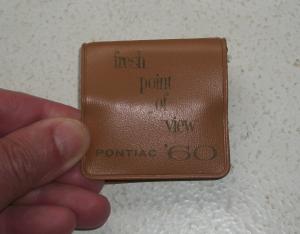 fresh
point
of
view
PONTIAC '60